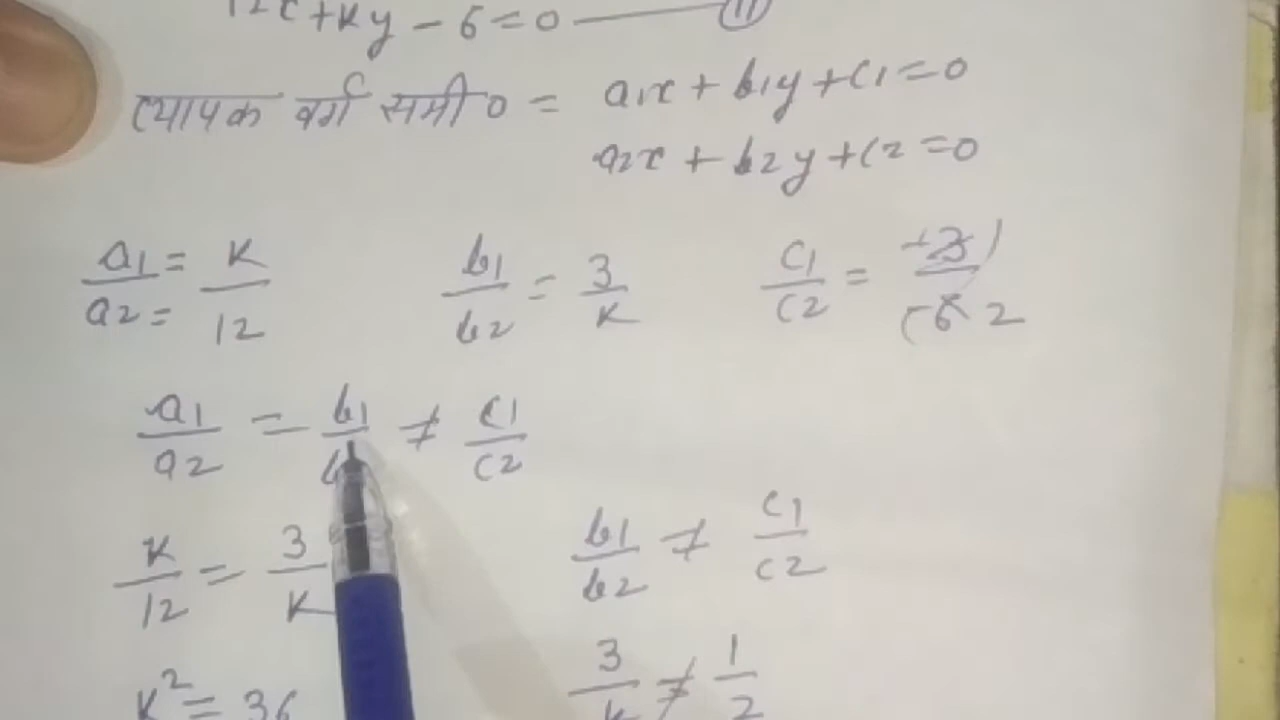 12x + ky - 6 = 0 — (11)
व्यापक वर्ग समी० = a1x + b1y + c1 = 0
a2x + b2y + c2 = 0
a1/a2 = k/12 b1/b2 = 3/k c1/c2 = -3 1/-6 2
a1/a2 = b1/b ≠ c1/c2
k/12 = 3/k b1/b2 ≠ c1/c2
k² = 36 3/k ≠ 1/2